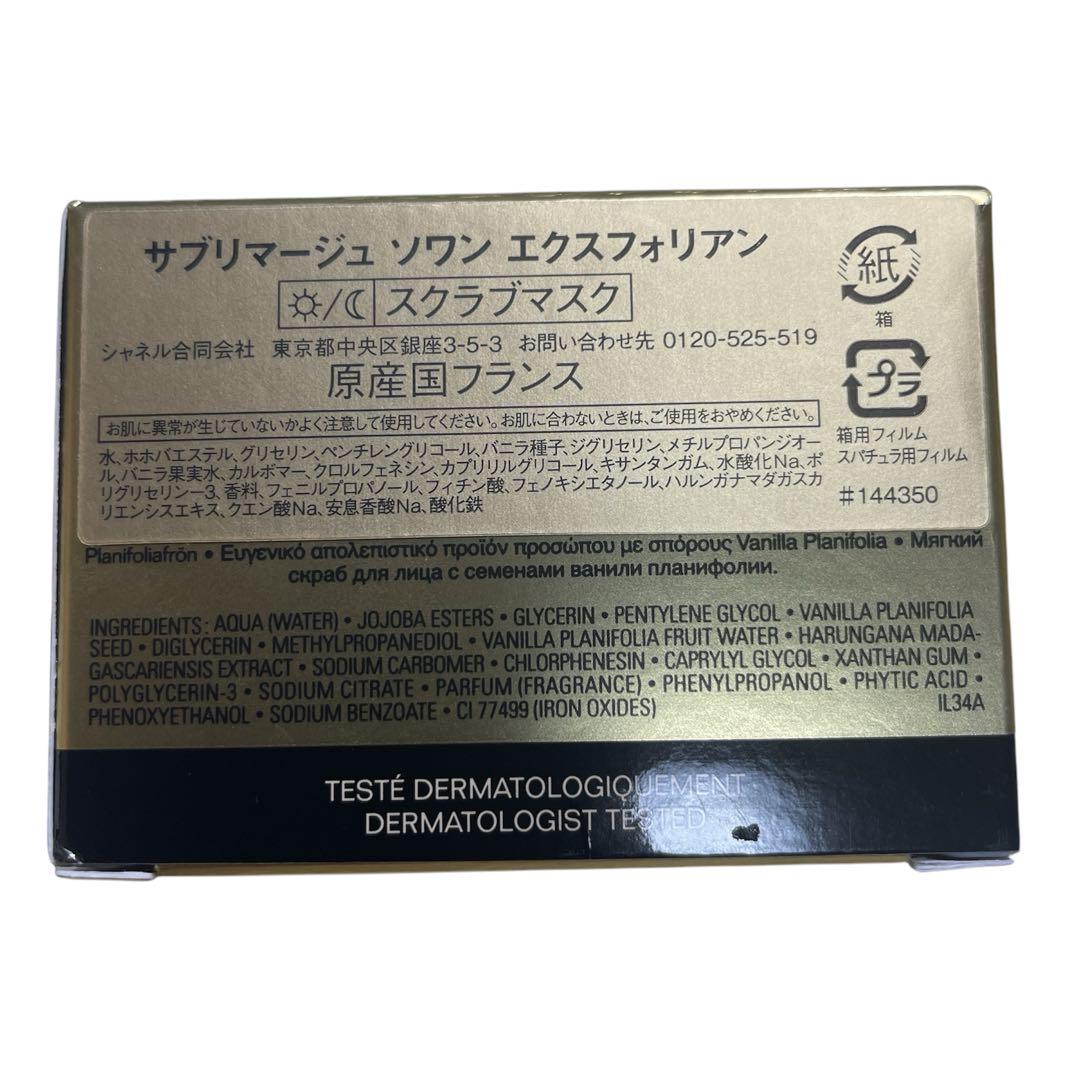 サブリマージュ ソワン エクスフォリアン
スクラブマスク
シャネル合同会社 東京都中央区銀座3-5-3 お問い合わせ先 0120-525-519
原産国フランス
お肌に異常が生じていないかよく注意して使用してください。お肌に合わないときは、ご使用をおやめください。
水、ホホバエステル、グリセリン、ペンチレングリコール、バニラ種子、ジグリセリン、メチルプロパンジオー
ル、バニラ果実水、カルボマー、クロルフェネシン、カプリリルグリコール、キサンタンガム、水酸化Na、ポ
リグリセリン-3、香料、フェニルプロパノール、フィチン酸、フェノキシエタノール、ハルンガナマダガスカ
リエンシスエキス、クエン酸Na、安息香酸Na、酸化鉄
紙
箱
プラ
箱用フィルム
スパチュラ用フィルム
#144350
Planifoliafrön • Ευγενικό απολεπιστικό προϊόν προσώπου με σπόρους Vanilla Planifolia • Мягкий
скраб для лица с семенами ванили планифолии.
INGREDIENTS: AQUA (WATER) • JOJOBA ESTERS • GLYCERIN • PENTYLENE GLYCOL • VANILLA PLANIFOLIA
SEED • DIGLYCERIN • METHYLPROPANEDIOL • VANILLA PLANIFOLIA FRUIT WATER • HARUNGANA MADA-
GASCARIENSIS EXTRACT • SODIUM CARBOMER • CHLORPHENESIN • CAPRYLYL GLYCOL • XANTHAN GUM •
POLYGLYCERIN-3 • SODIUM CITRATE • PARFUM (FRAGRANCE) • PHENYLPROPANOL • PHYTIC ACID •
PHENOXYETHANOL • SODIUM BENZOATE • CI 77499 (IRON OXIDES) IL34A
TESTÉ DERMATOLOGIQUEMENT
DERMATOLOGIST TESTED